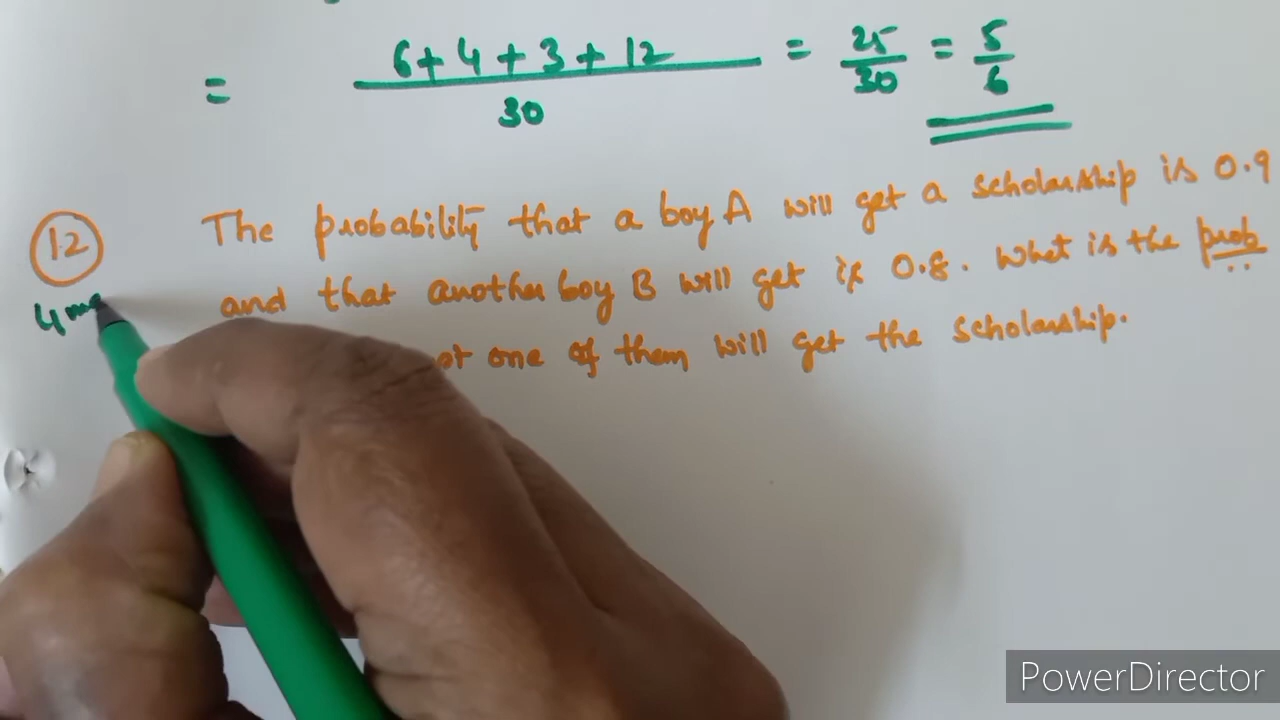 = 6+4+3+12 / 30 = 25/30 = 5/6
12 The probability that a boy A will get a scholarship is 0.9
and that another boy B will get is 0.8. What is the prob
4 one of them will get the scholarship.
PowerDirector